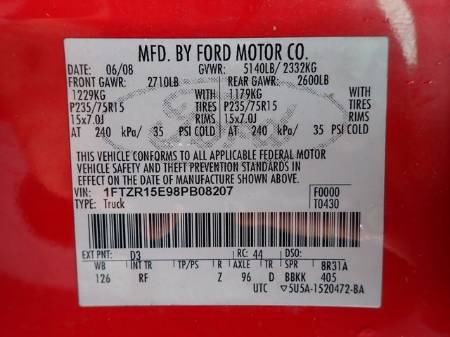 MFD. BY FORD MOTOR CO.
DATE: 06/08 GVWR: 5140LB/ 2332KG
FRONT GAWR: 2710LB REAR GAWR: 2600LB
1229KG WITH 1179KG WITH
P235/75R15 TIRES P235/75R15 TIRES
15x7.0J RIMS 15x7.0J RIMS
AT 240 kPa/ 35 PSI COLD AT 240 kPa/ 35 PSI COLD
THIS VEHICLE CONFORMS TO ALL APPLICABLE FEDERAL MOTOR
VEHICLE SAFETY AND THEFT PREVENTION STANDARDS
IN EFFECT ON THE DATE OF MANUFACTURE SHOWN ABOVE.
VIN: 1FTZR15E98PB08207 F0000
TYPE: Truck T0430
EXT PNT: D3 RC: 44 DSO:
WB INT TR TP/PS R AXLE TR SPR BR31A
126 RF Z 96 D BBKK 405
UTC ▽5U5A-1520472-BA
Ford